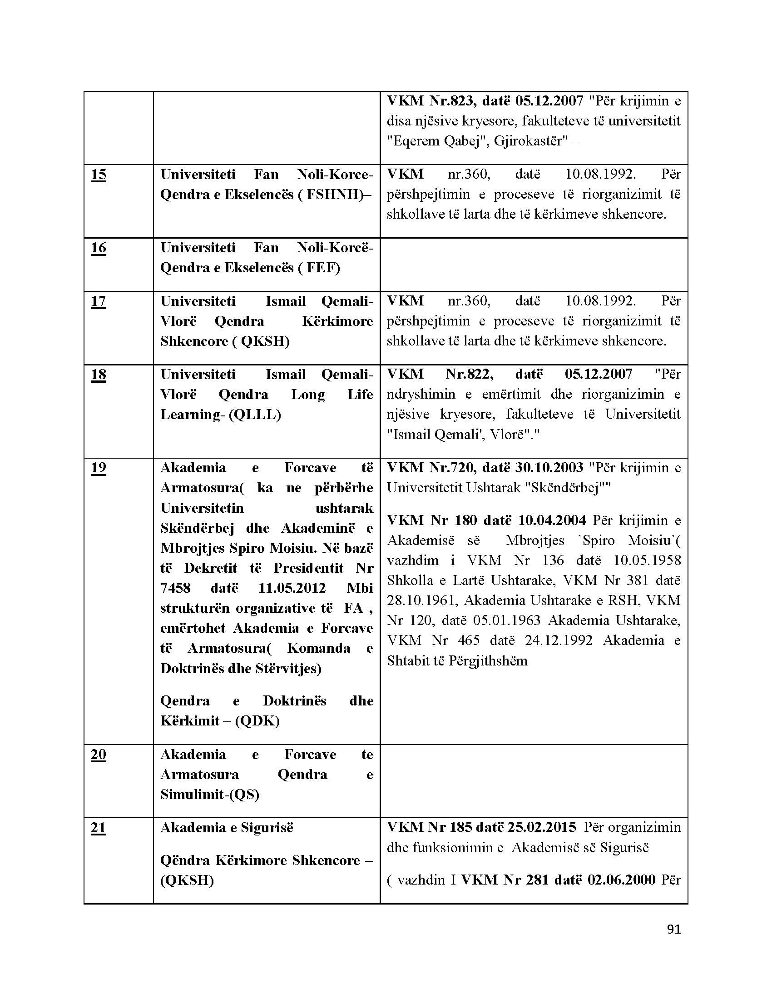 VKM Nr.823, datë 05.12.2007 "Për krijimin e
disa njësive kryesore, fakulteteve të universitetit
"Eqerem Qabej", Gjirokastër" –
15
Universiteti Fan Noli-Korce-
Qendra e Ekselencës ( FSHNH)–
VKM nr.360, datë 10.08.1992. Për
përshpejtimin e proceseve të riorganizimit të
shkollave të larta dhe të kërkimeve shkencore.
16
Universiteti Fan Noli-Korcë-
Qendra e Ekselencës ( FEF)
17
Universiteti Ismail Qemali-
Vlorë Qendra Kërkimore
Shkencore ( QKSH)
VKM nr.360, datë 10.08.1992. Për
përshpejtimin e proceseve të riorganizimit të
shkollave të larta dhe të kërkimeve shkencore.
18
Universiteti Ismail Qemali-
Vlorë Qendra Long Life
Learning- (QLLL)
VKM Nr.822, datë 05.12.2007 "Për
ndryshimin e emërtimit dhe riorganizimin e
njësive kryesore, fakulteteve të Universitetit
"Ismail Qemali', Vlorë"."
19
Akademia e Forcave të
Armatosura( ka ne përbërhe
Universitetin ushtarak
Skëndërbej dhe Akademinë e
Mbrojtjes Spiro Moisiu. Në bazë
të Dekretit të Presidentit Nr
7458 datë 11.05.2012 Mbi
strukturën organizative të FA ,
emërtohet Akademia e Forcave
të Armatosura( Komanda e
Doktrinës dhe Stërvitjes)
Qendra e Doktrinës dhe
Kërkimit – (QDK)
VKM Nr.720, datë 30.10.2003 "Për krijimin e
Universitetit Ushtarak "Skëndërbej""
VKM Nr 180 datë 10.04.2004 Për krijimin e
Akademisë së Mbrojtjes `Spiro Moisiu`(
vazhdim i VKM Nr 136 datë 10.05.1958
Shkolla e Lartë Ushtarake, VKM Nr 381 datë
28.10.1961, Akademia Ushtarake e RSH, VKM
Nr 120, datë 05.01.1963 Akademia Ushtarake,
VKM Nr 465 datë 24.12.1992 Akademia e
Shtabit të Përgjithshëm
20
Akademia e Forcave te
Armatosura Qendra e
Simulimit-(QS)
21
Akademia e Sigurisë
Qëndra Kërkimore Shkencore –
(QKSH)
VKM Nr 185 datë 25.02.2015 Për organizimin
dhe funksionimin e Akademisë së Sigurisë
( vazhdin I VKM Nr 281 datë 02.06.2000 Për
91